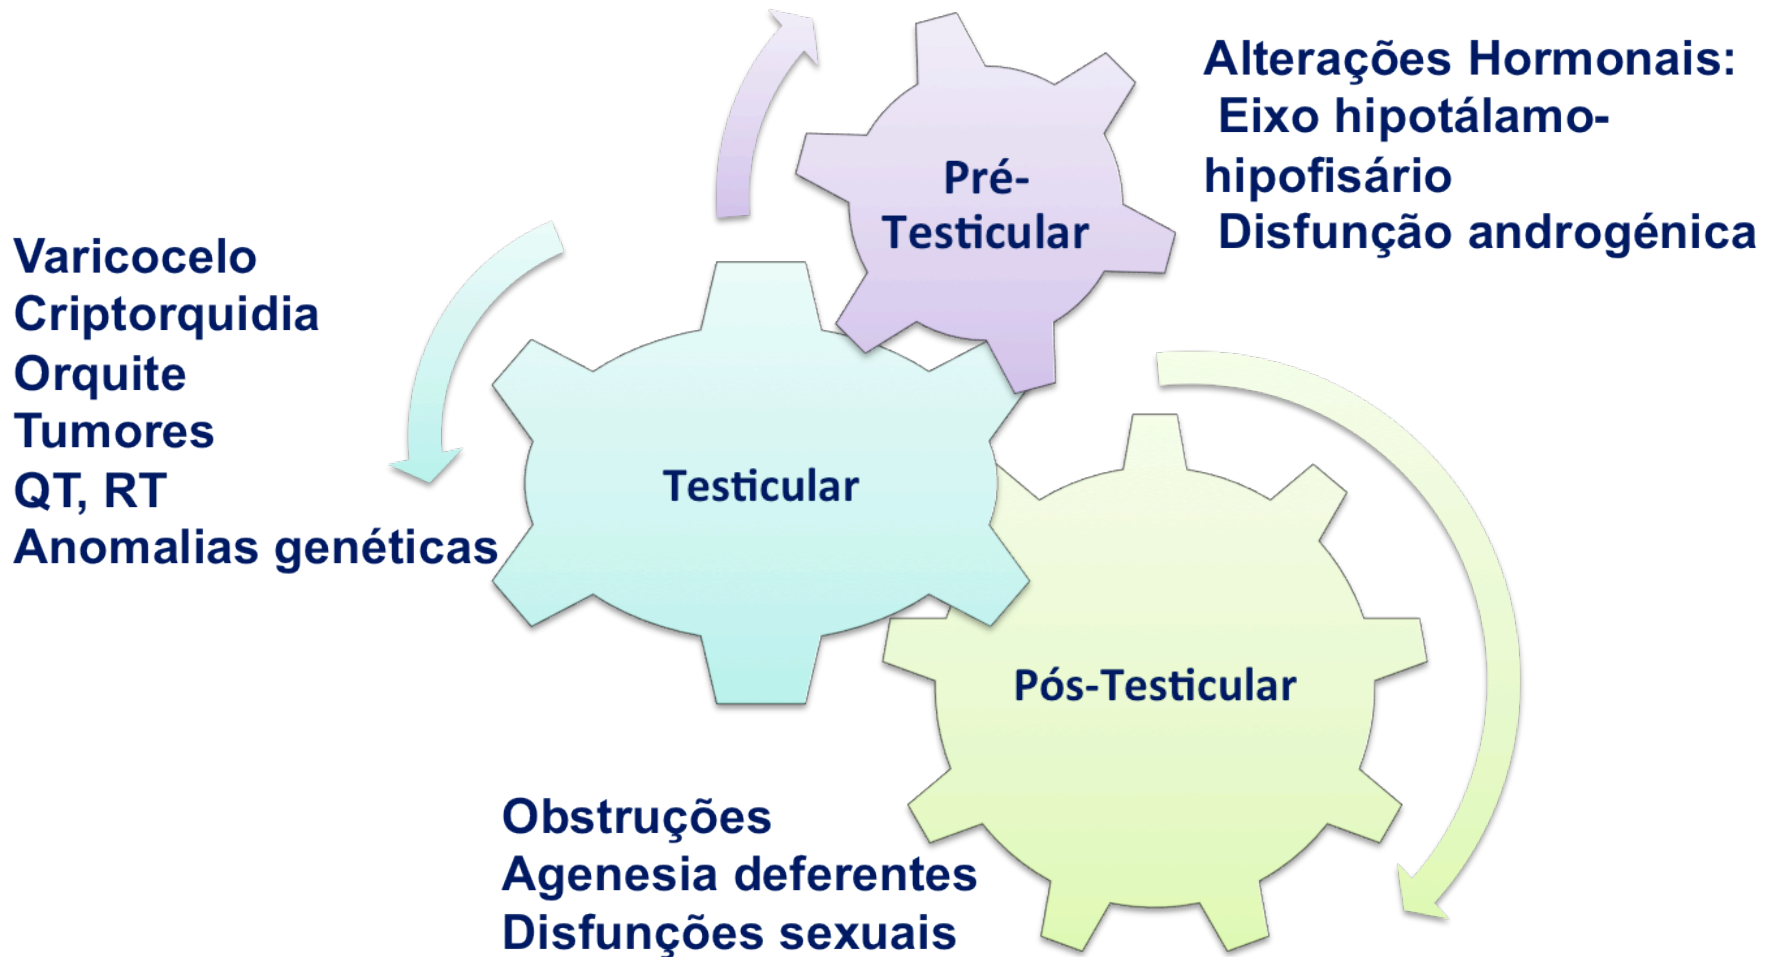 Alterações Hormonais:
Eixo hipotálamo-
hipofisário
Disfunção androgénica
Pré-
Testicular
Varicocelo
Criptorquidia
Orquite
Tumores
QT, RT
Anomalias genéticas
Testicular
Pós-Testicular
Obstruções
Agenesia deferentes
Disfunções sexuais